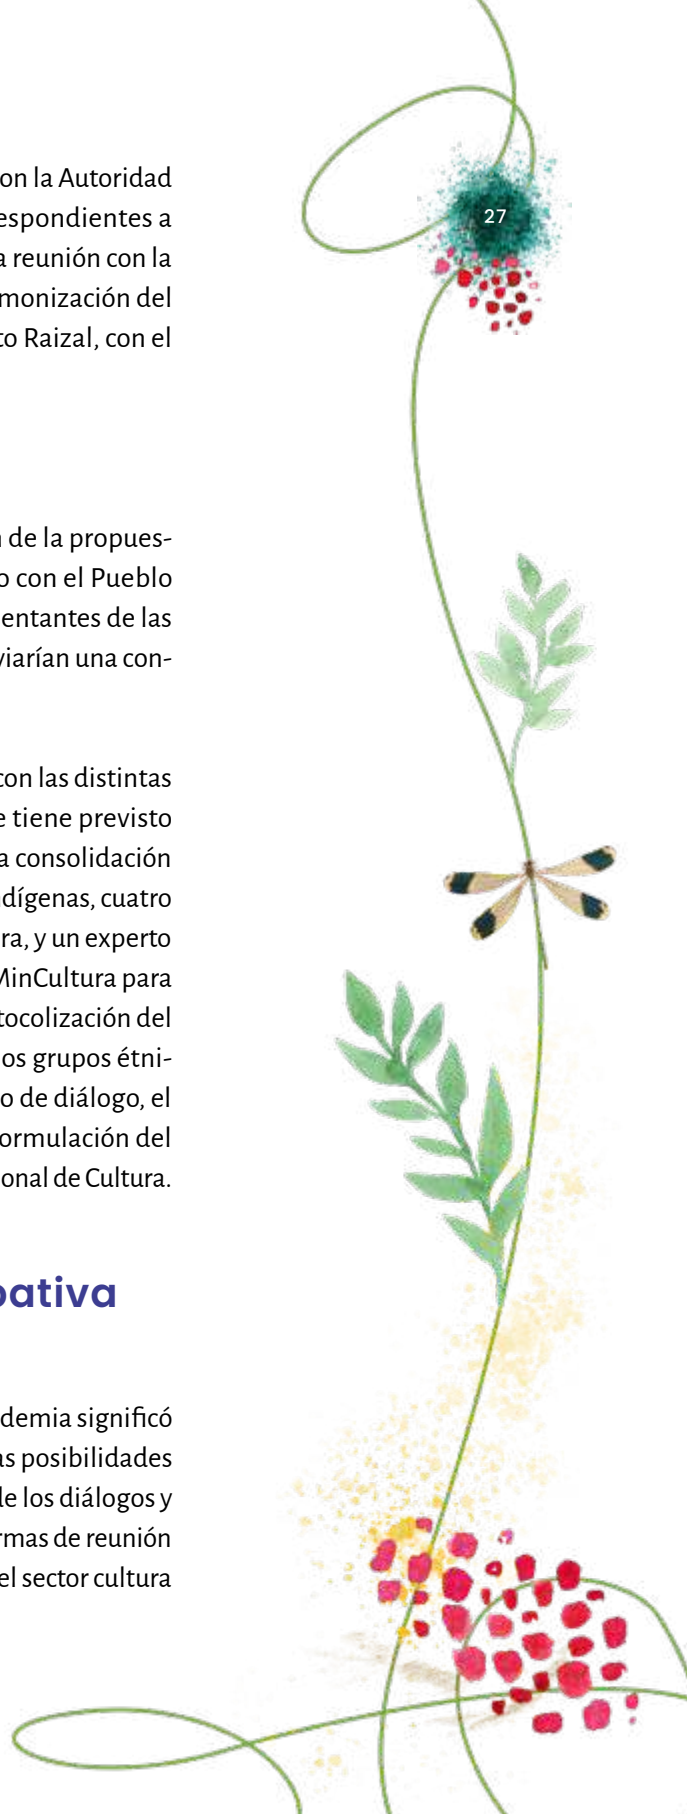 27
on la Autoridad
espondientes a
a reunión con la
monización del
to Raizal, con el
n de la propues-
o con el Pueblo
entantes de las
viarían una con-
con las distintas
e tiene previsto
a consolidación
dígenas, cuatro
ra, y un experto
MinCultura para
tocolización del
os grupos étni-
o de diálogo, el
ormulación del
onal de Cultura.
pativa
demia significó
as posibilidades
de los diálogos y
rmas de reunión
el sector cultura